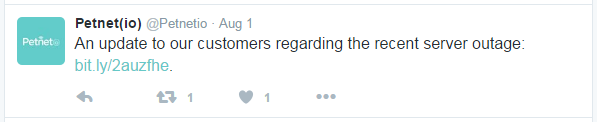 Petnet(io) @Petnetio · Aug 1
Petnet
An update to our customers regarding the recent server outage:
bit.ly/2auzfhe.
1 1